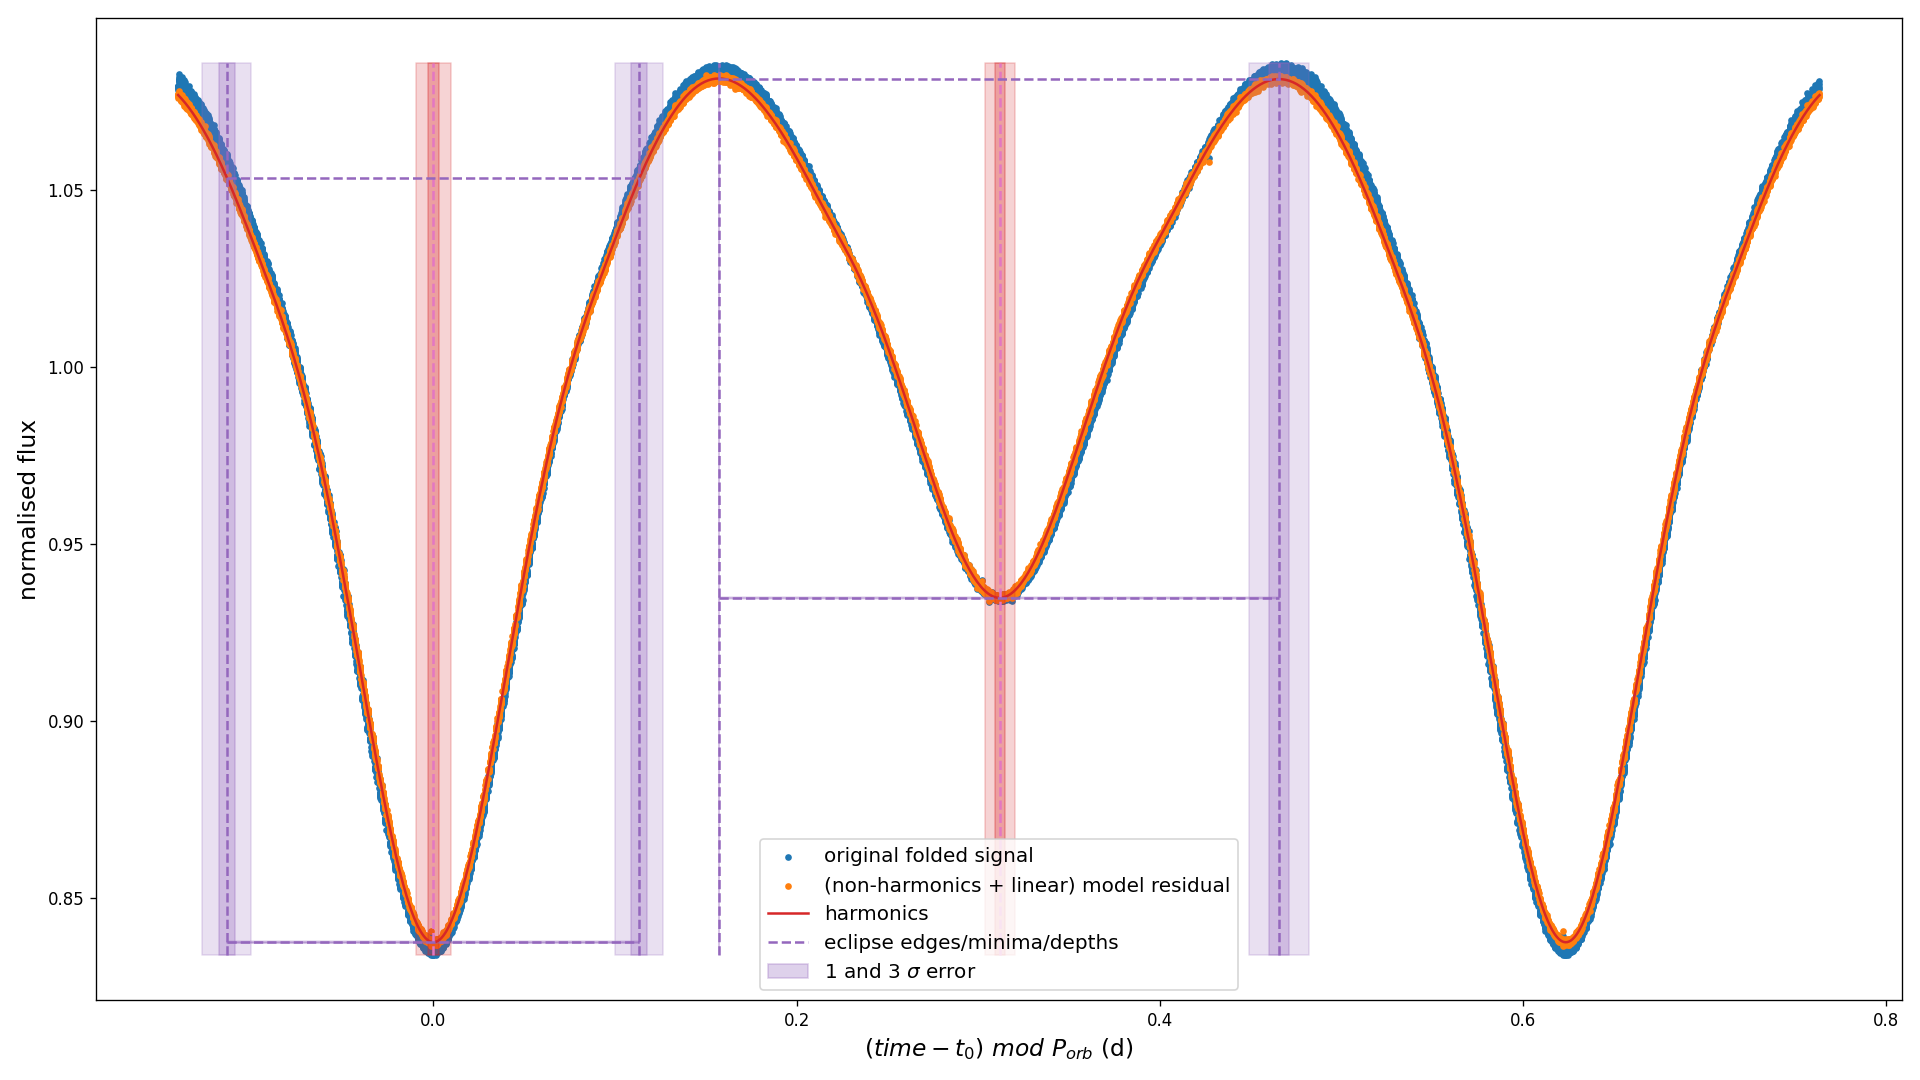 normalised flux
1.05
1.00
0.95
0.90
0.85
original folded signal
(non-harmonics + linear) model residual
harmonics
eclipse edges/minima/depths
1 and 3 σ error
0.0 0.2 0.4 0.6 0.8
(time − t₀) mod Pₒᵣb (d)